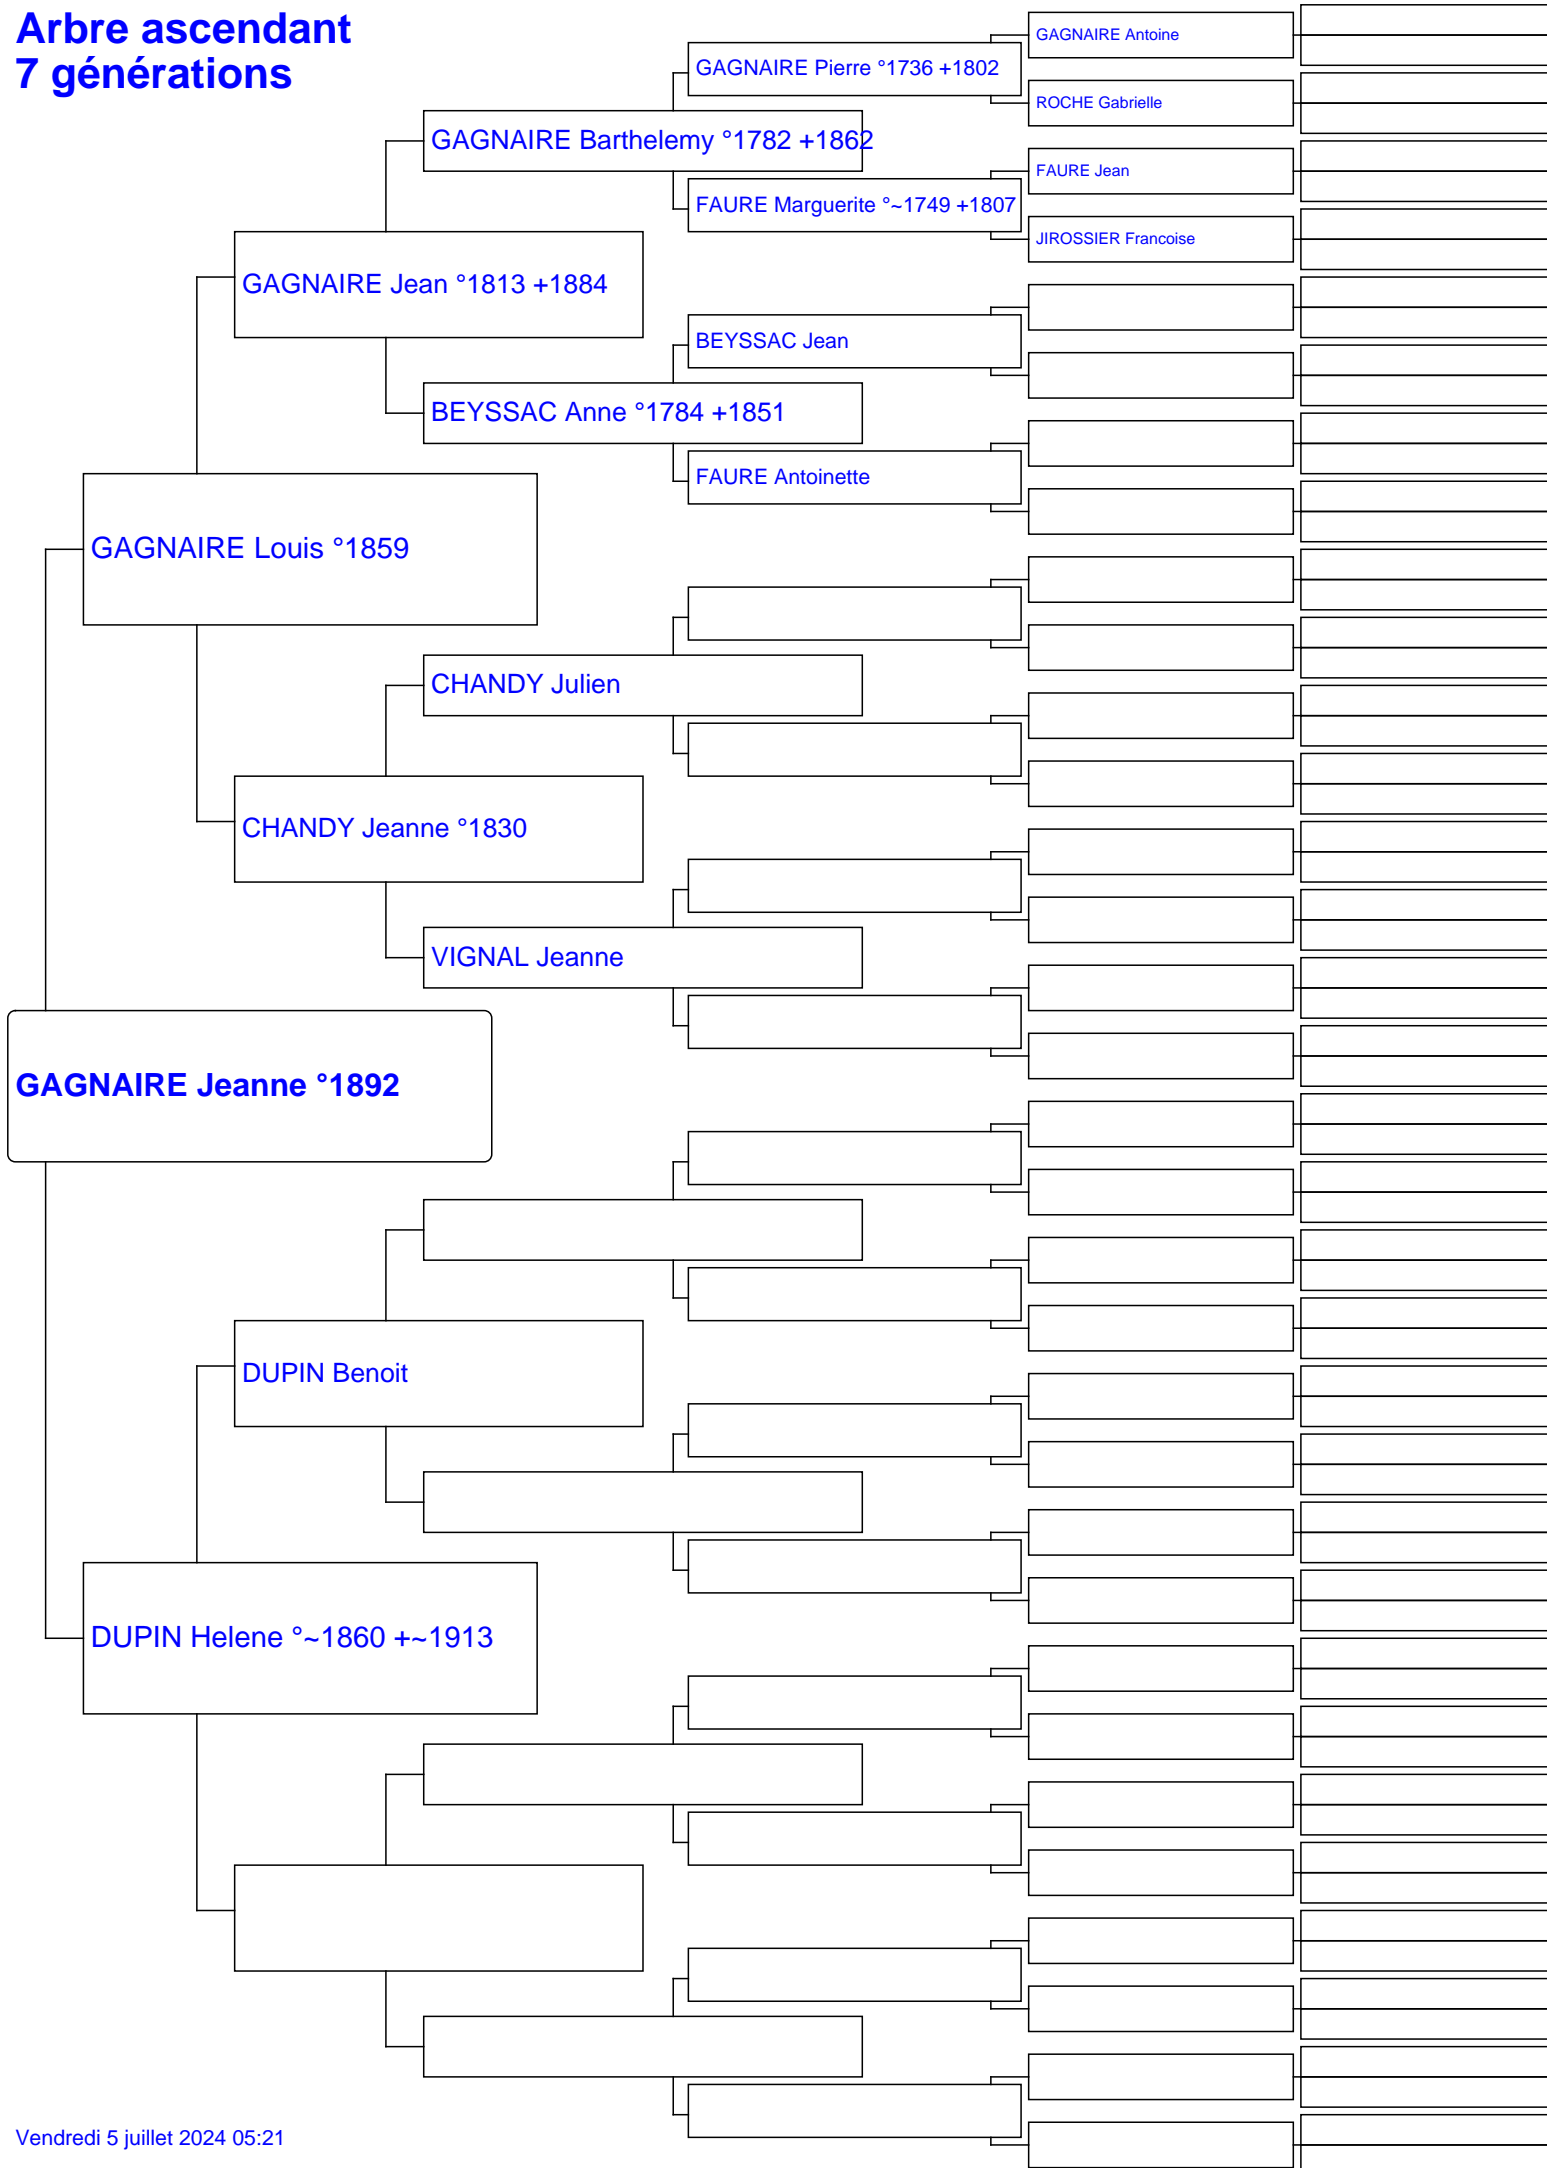 Arbre ascendant
7 générations
GAGNAIRE Antoine
GAGNAIRE Pierre °1736 +1802
ROCHE Gabrielle
GAGNAIRE Barthelemy °1782 +1862
FAURE Jean
FAURE Marguerite °~1749 +1807
JIROSSIER Francoise
GAGNAIRE Jean °1813 +1884
BEYSSAC Jean
BEYSSAC Anne °1784 +1851
FAURE Antoinette
GAGNAIRE Louis °1859
CHANDY Julien
CHANDY Jeanne °1830
VIGNAL Jeanne
GAGNAIRE Jeanne °1892
DUPIN Benoit
DUPIN Helene °~1860 +~1913
Vendredi 5 juillet 2024 05:21